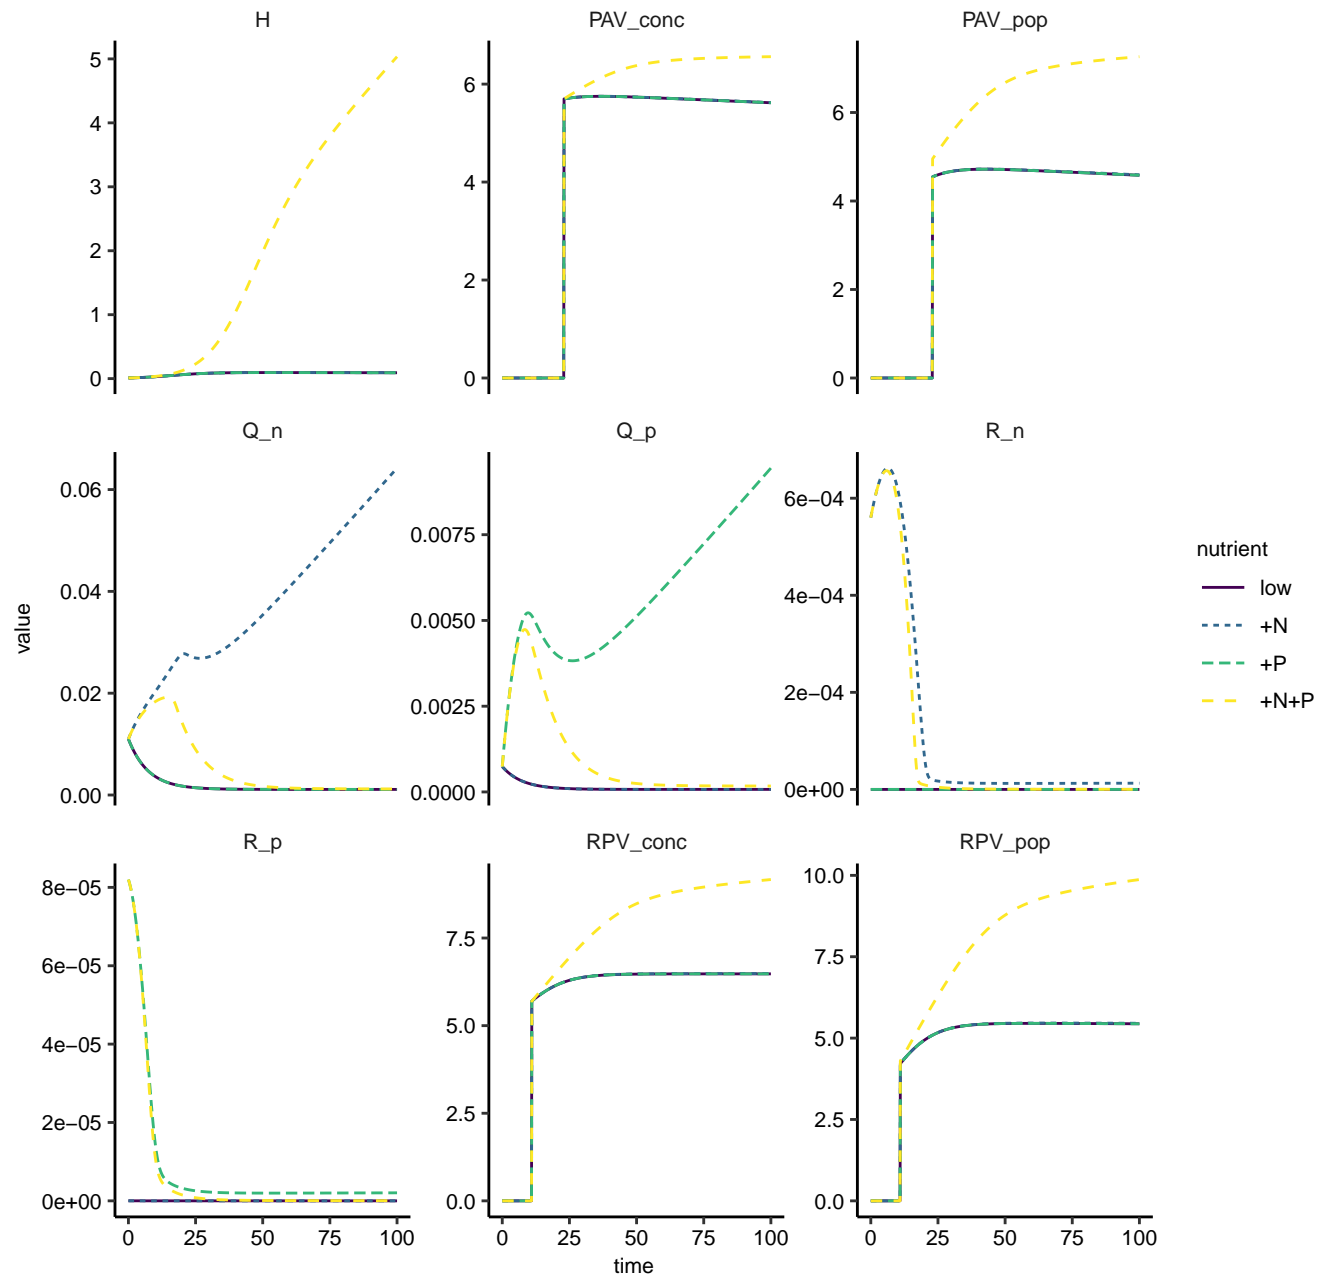 H
PAV_conc
PAV_pop
5
4
3
2
1
0
6
4
2
0
6
4
2
0
Q_n
Q_p
R_n
0.06
0.04
0.02
0.00
0.0075
0.0050
0.0025
0.0000
6e−04
4e−04
2e−04
0e+00
value
nutrient
low
+N
+P
+N+P
R_p
RPV_conc
RPV_pop
8e−05
6e−05
4e−05
2e−05
0e+00
7.5
5.0
2.5
0.0
10.0
7.5
5.0
2.5
0.0
0 25 50 75 100
0 25 50 75 100
0 25 50 75 100
time